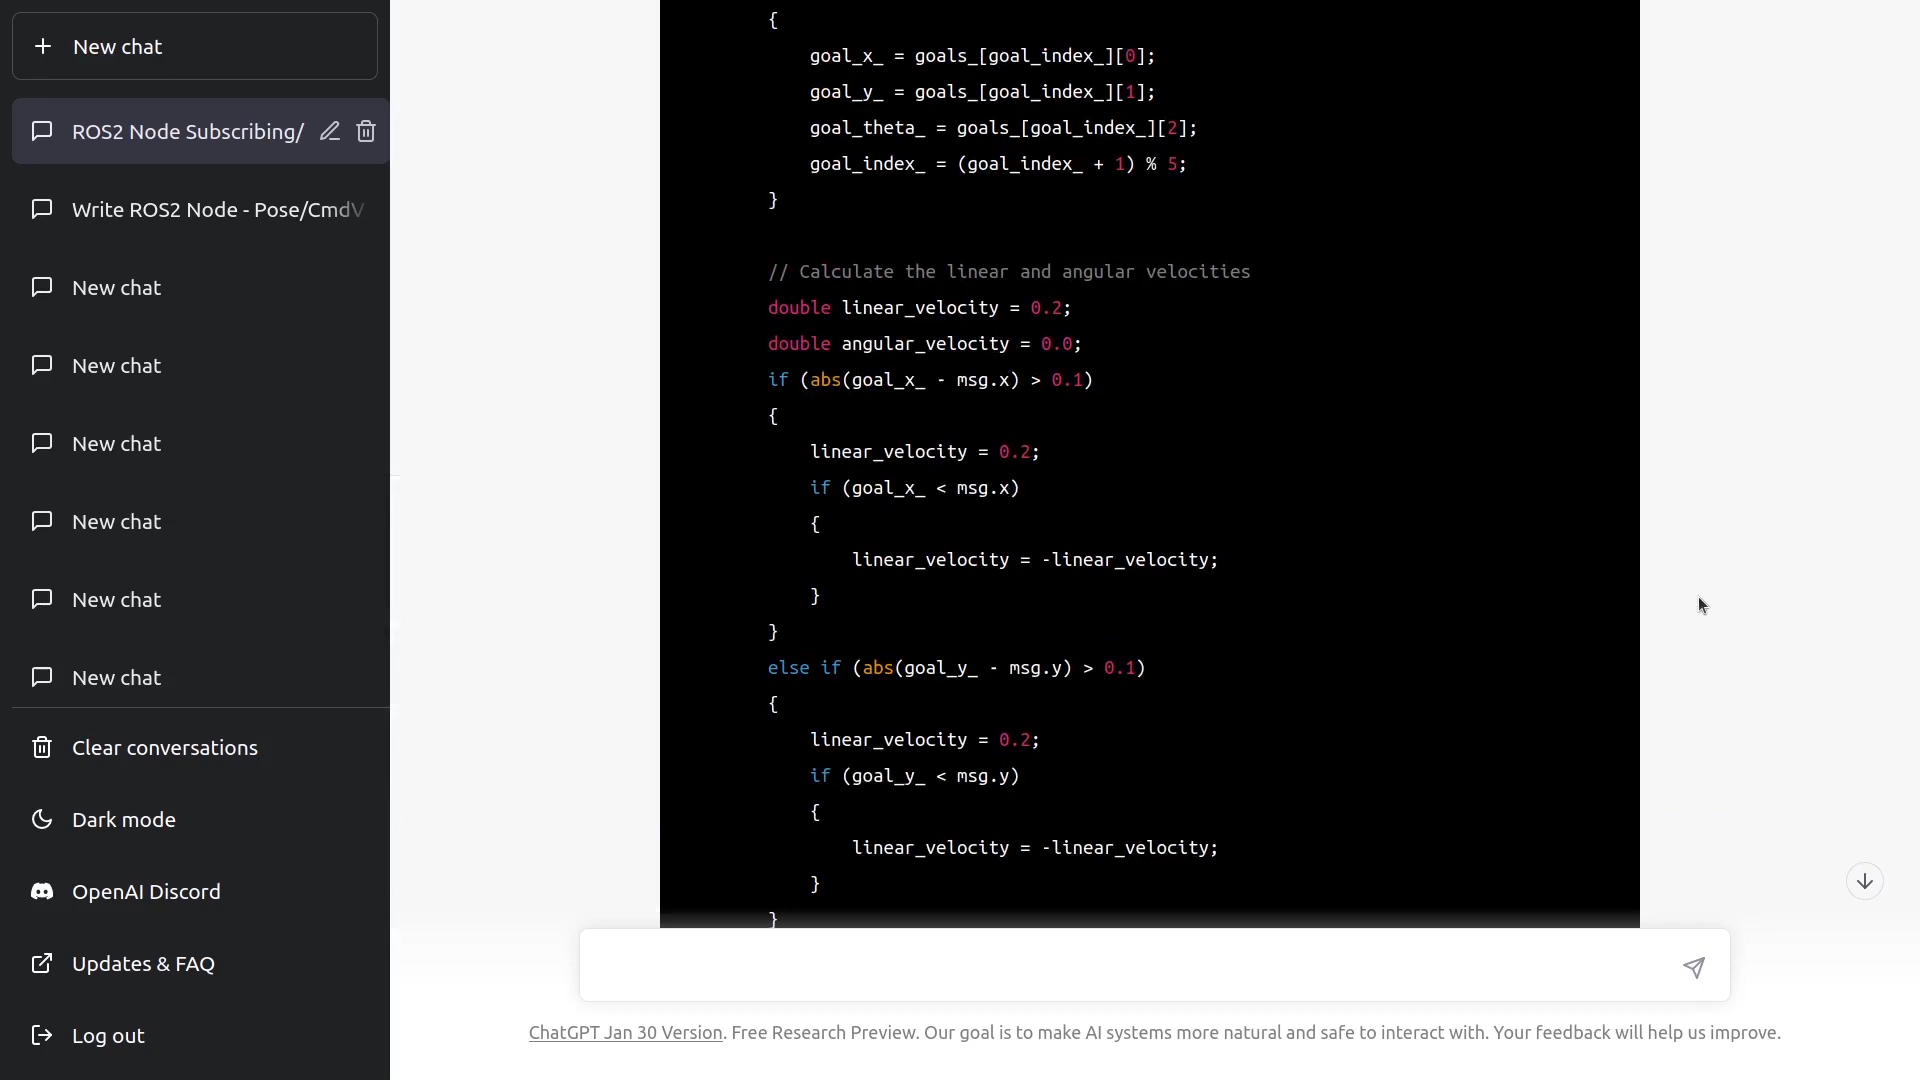 New chat
ROS2 Node Subscribing/
Write ROS2 Node - Pose/CmdV
New chat
New chat
New chat
New chat
New chat
New chat
Clear conversations
Dark mode
OpenAI Discord
Updates & FAQ
Log out
{
goal_x_ = goals_[goal_index_][0];
goal_y_ = goals_[goal_index_][1];
goal_theta_ = goals_[goal_index_][2];
goal_index_ = (goal_index_ + 1) % 5;
}
// Calculate the linear and angular velocities
double linear_velocity = 0.2;
double angular_velocity = 0.0;
if (abs(goal_x_ - msg.x) > 0.1)
{
linear_velocity = 0.2;
if (goal_x_ < msg.x)
{
linear_velocity = -linear_velocity;
}
}
else if (abs(goal_y_ - msg.y) > 0.1)
{
linear_velocity = 0.2;
if (goal_y_ < msg.y)
{
linear_velocity = -linear_velocity;
}
}
ChatGPT Jan 30 Version. Free Research Preview. Our goal is to make AI systems more natural and safe to interact with. Your feedback will help us improve.